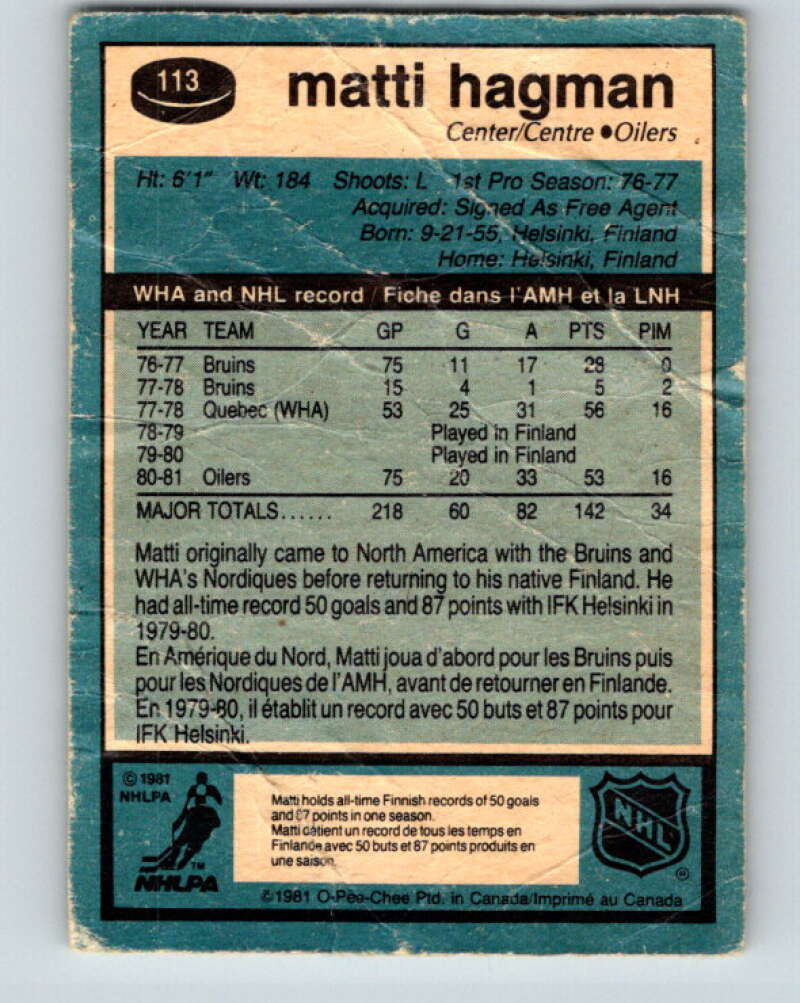 113
matti hagman
Center/Centre ●Oilers
Ht: 6'1" Wt: 184 Shoots: L 1st Pro Season: 76-77
Acquired: Signed As Free Agent
Born: 9-21-55, Helsinki, Finland
Home: Helsinki, Finland
WHA and NHL record / Fiche dans l'AMH et la LNH
YEAR TEAM GP G A PTS PIM
76-77 Bruins 75 11 17 28 0
77-78 Bruins 15 4 1 5 2
77-78 Quebec (WHA) 53 25 31 56 16
78-79 Played in Finland
79-80 Played in Finland
80-81 Oilers 75 20 33 53 16
MAJOR TOTALS...... 218 60 82 142 34
Matti originally came to North America with the Bruins and
WHA's Nordiques before returning to his native Finland. He
had all-time record 50 goals and 87 points with IFK Helsinki in
1979-80.
En Amérique du Nord, Matti joua d'abord pour les Bruins puis
pour les Nordiques de l'AMH, avant de retourner en Finlande.
En 1979-80, il établit un record avec 50 buts et 87 points pour
IFK Helsinki.
© 1981
NHLPA
TM
NHLPA
Matti holds all-time Finnish records of 50 goals
and 87 points in one season.
Matti détient un record de tous les temps en
Finlande avec 50 buts et 87 points produits en
une saison.
NHL
®
©1981 O-Pee-Chee Ptd. in Canada/Imprimé au Canada